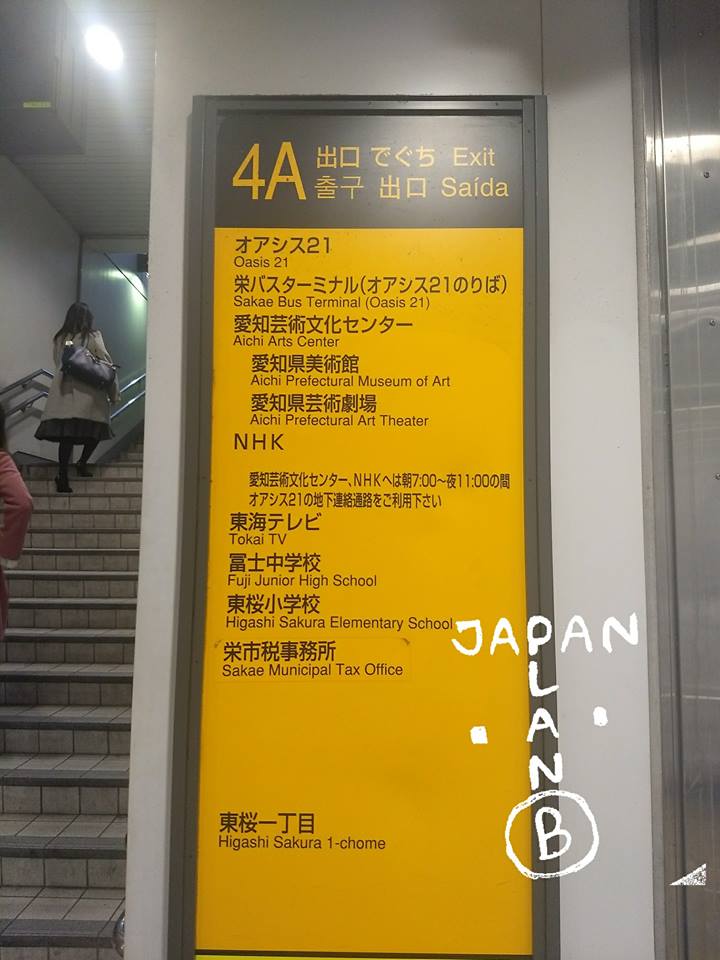 4A 出口 でぐち Exit
출구 出口 Saída
オアシス21
Oasis 21
栄バスターミナル(オアシス21のりば)
Sakae Bus Terminal (Oasis 21)
愛知芸術文化センター
Aichi Arts Center
愛知県美術館
Aichi Prefectural Museum of Art
愛知県芸術劇場
Aichi Prefectural Art Theater
NHK
愛知芸術文化センター、NHKへは朝7:00〜夜11:00の間
オアシス21の地下連絡通路をご利用下さい
東海テレビ
Tokai TV
冨士中学校
Fuji Junior High School
東桜小学校
Higashi Sakura Elementary School
栄市税事務所
Sakae Municipal Tax Office
東桜一丁目
Higashi Sakura 1-chome
JAPAN
PLAN
B